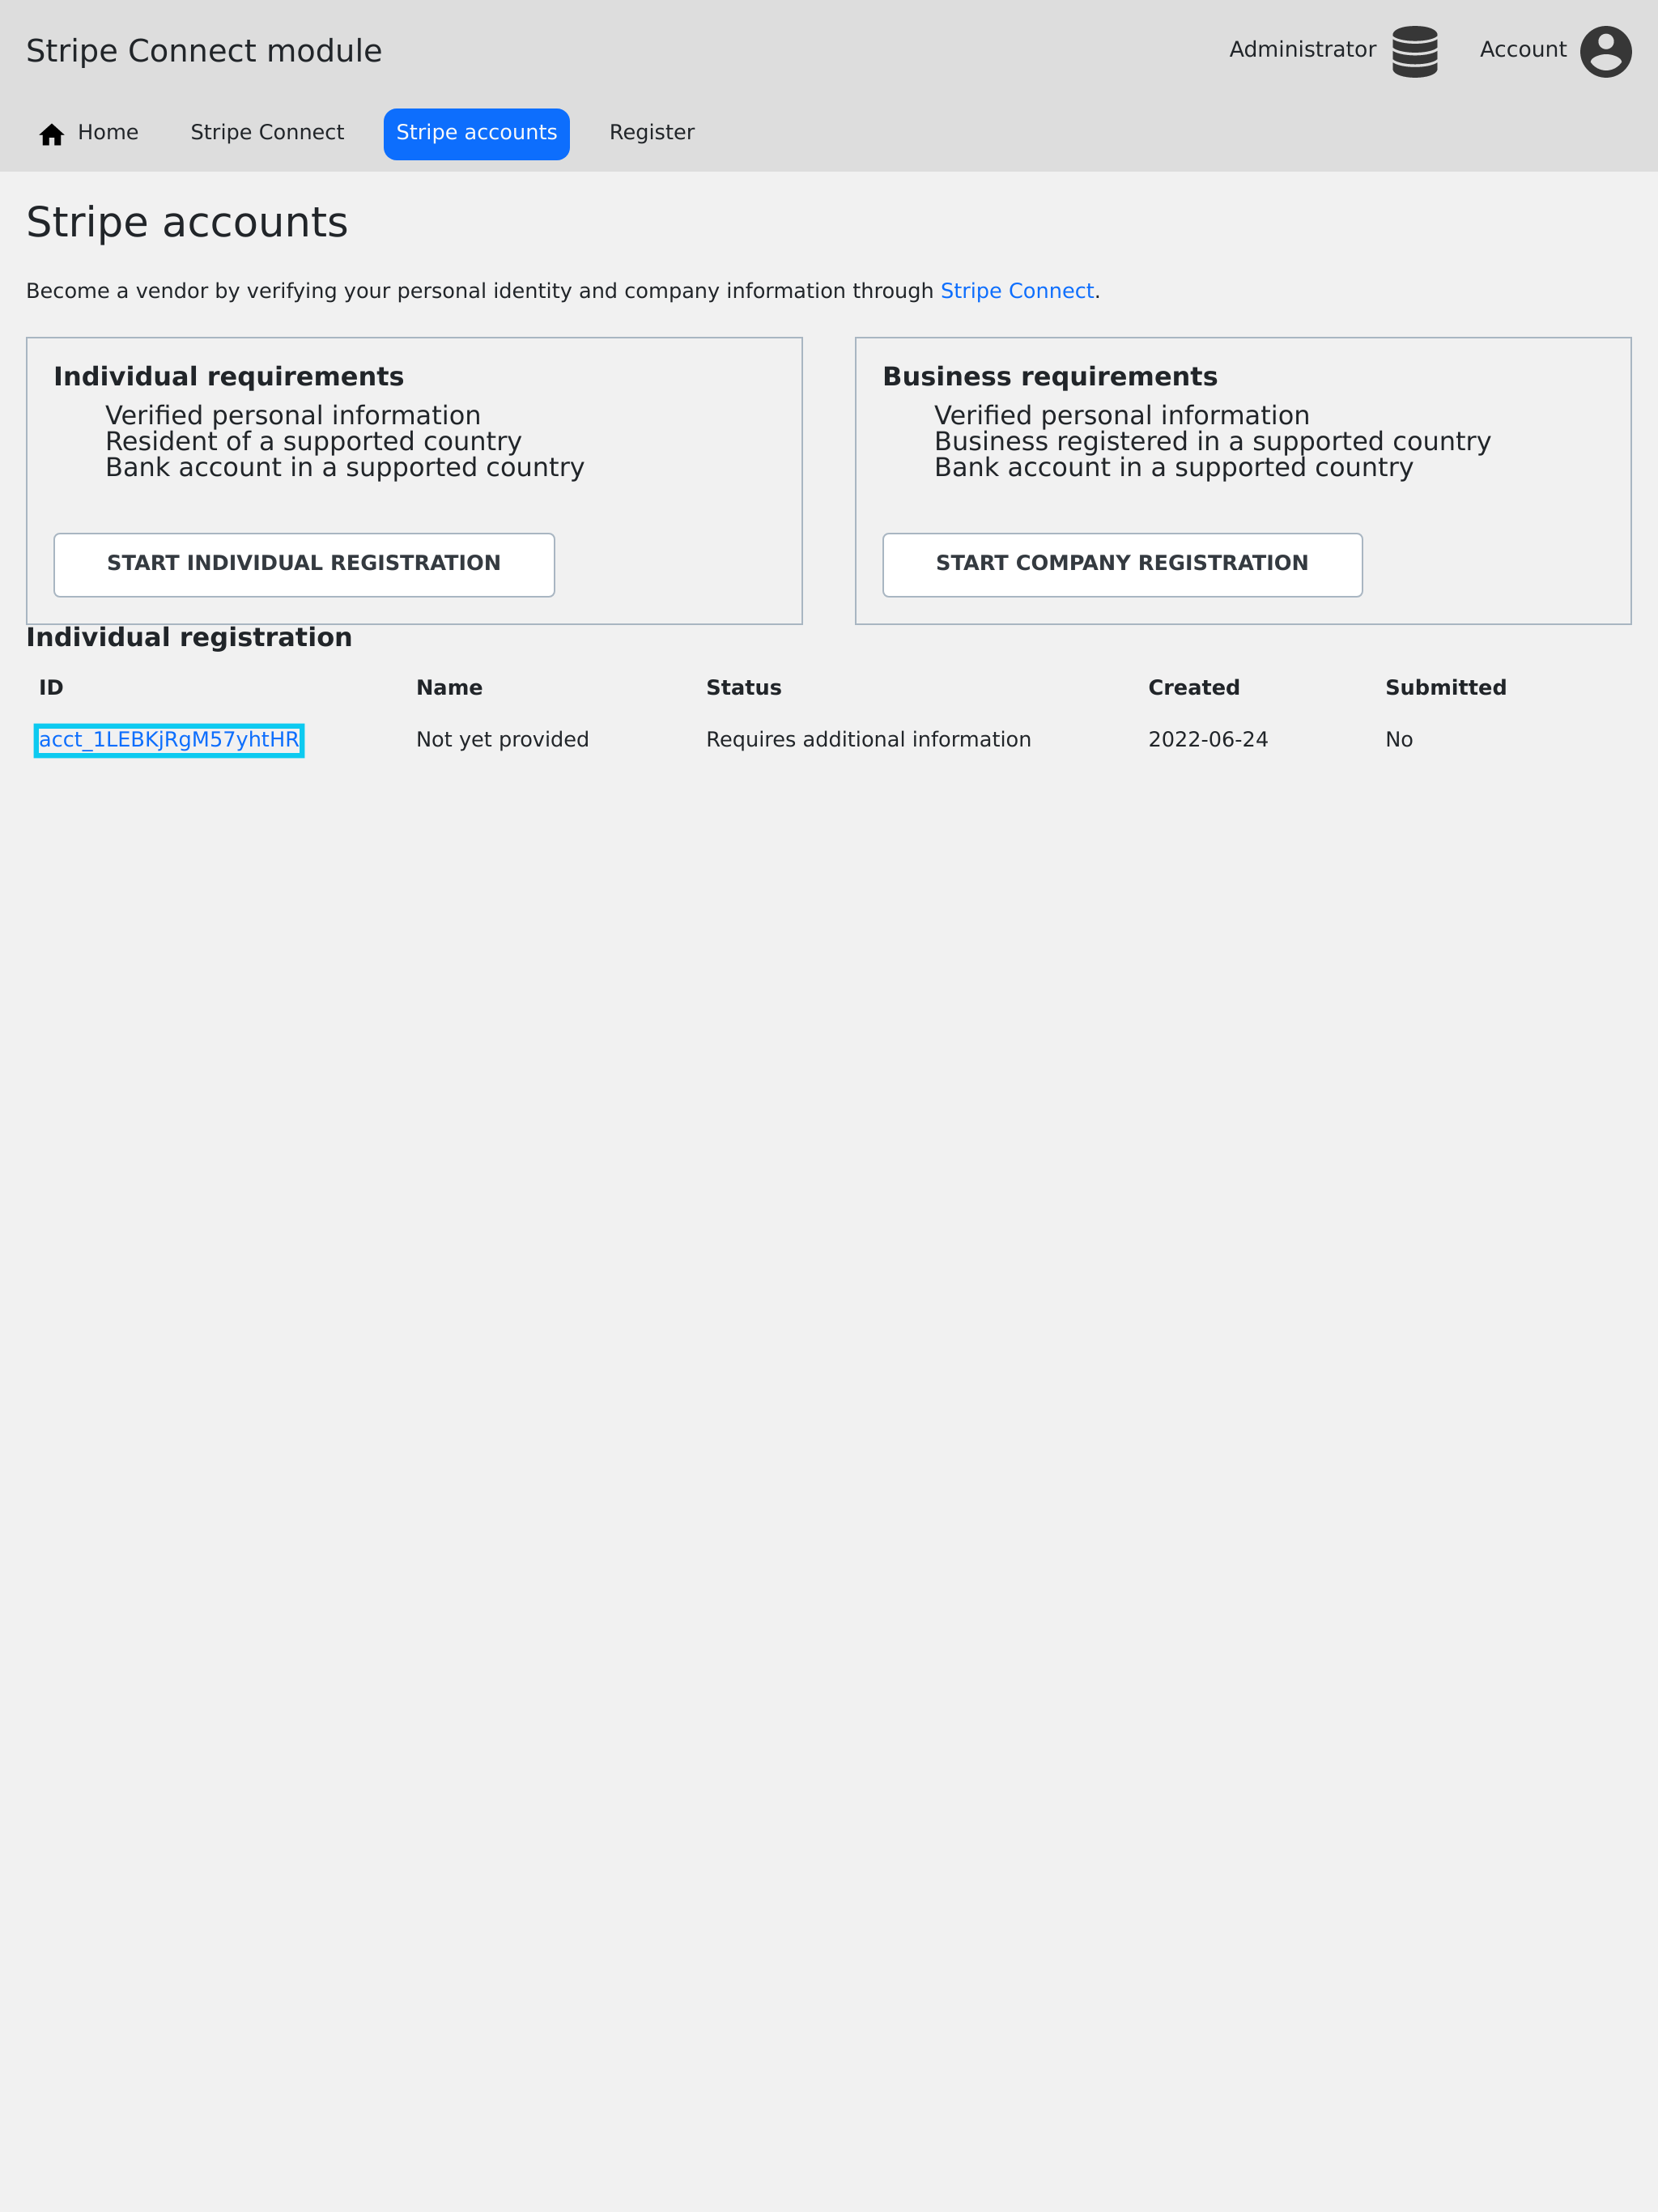 Stripe Connect module
Administrator
Account
Home
Stripe Connect
Stripe accounts
Register
Stripe accounts
Become a vendor by verifying your personal identity and company information through Stripe Connect.
Individual requirements
Verified personal information
Resident of a supported country
Bank account in a supported country
START INDIVIDUAL REGISTRATION
Business requirements
Verified personal information
Business registered in a supported country
Bank account in a supported country
START COMPANY REGISTRATION
Individual registration
ID Name Status Created Submitted
acct_1LEBKjRgM57yhtHR Not yet provided Requires additional information 2022-06-24 No